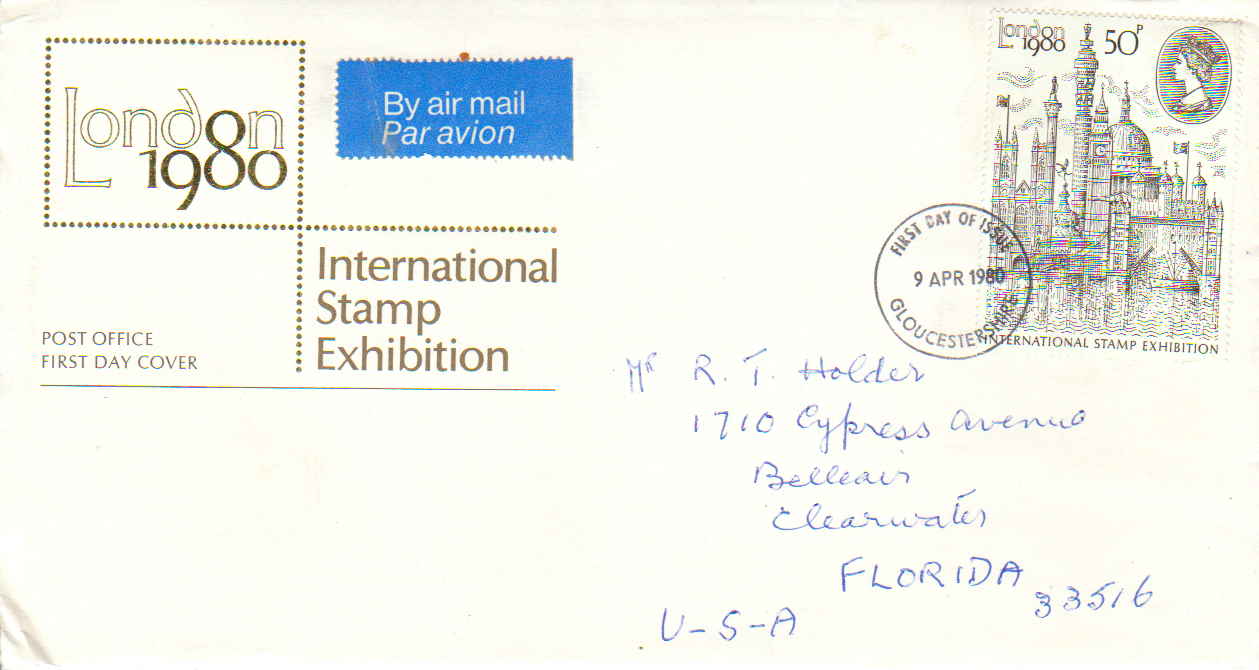 London
1980
By air mail
Par avion
International
Stamp
Exhibition
POST OFFICE
FIRST DAY COVER
London
1980
50P
FIRST DAY OF ISSUE
9 APR 1980
GLOUCESTERSHIRE
INTERNATIONAL STAMP EXHIBITION
Mr R. T. Holder
1710 Cypress Avenue
Belleair
Clearwater
FLORIDA
33516
U-S-A